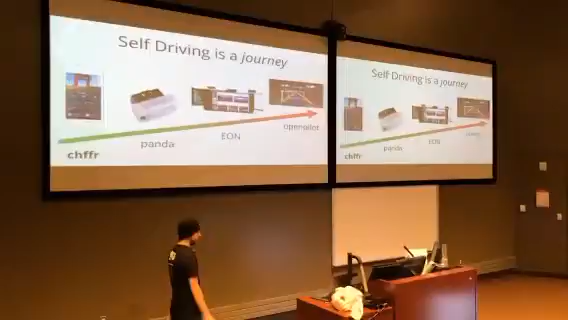 Self Driving is a journey
chffr
panda
EON
openpilot
Self Driving is a journey
chffr
panda
EON